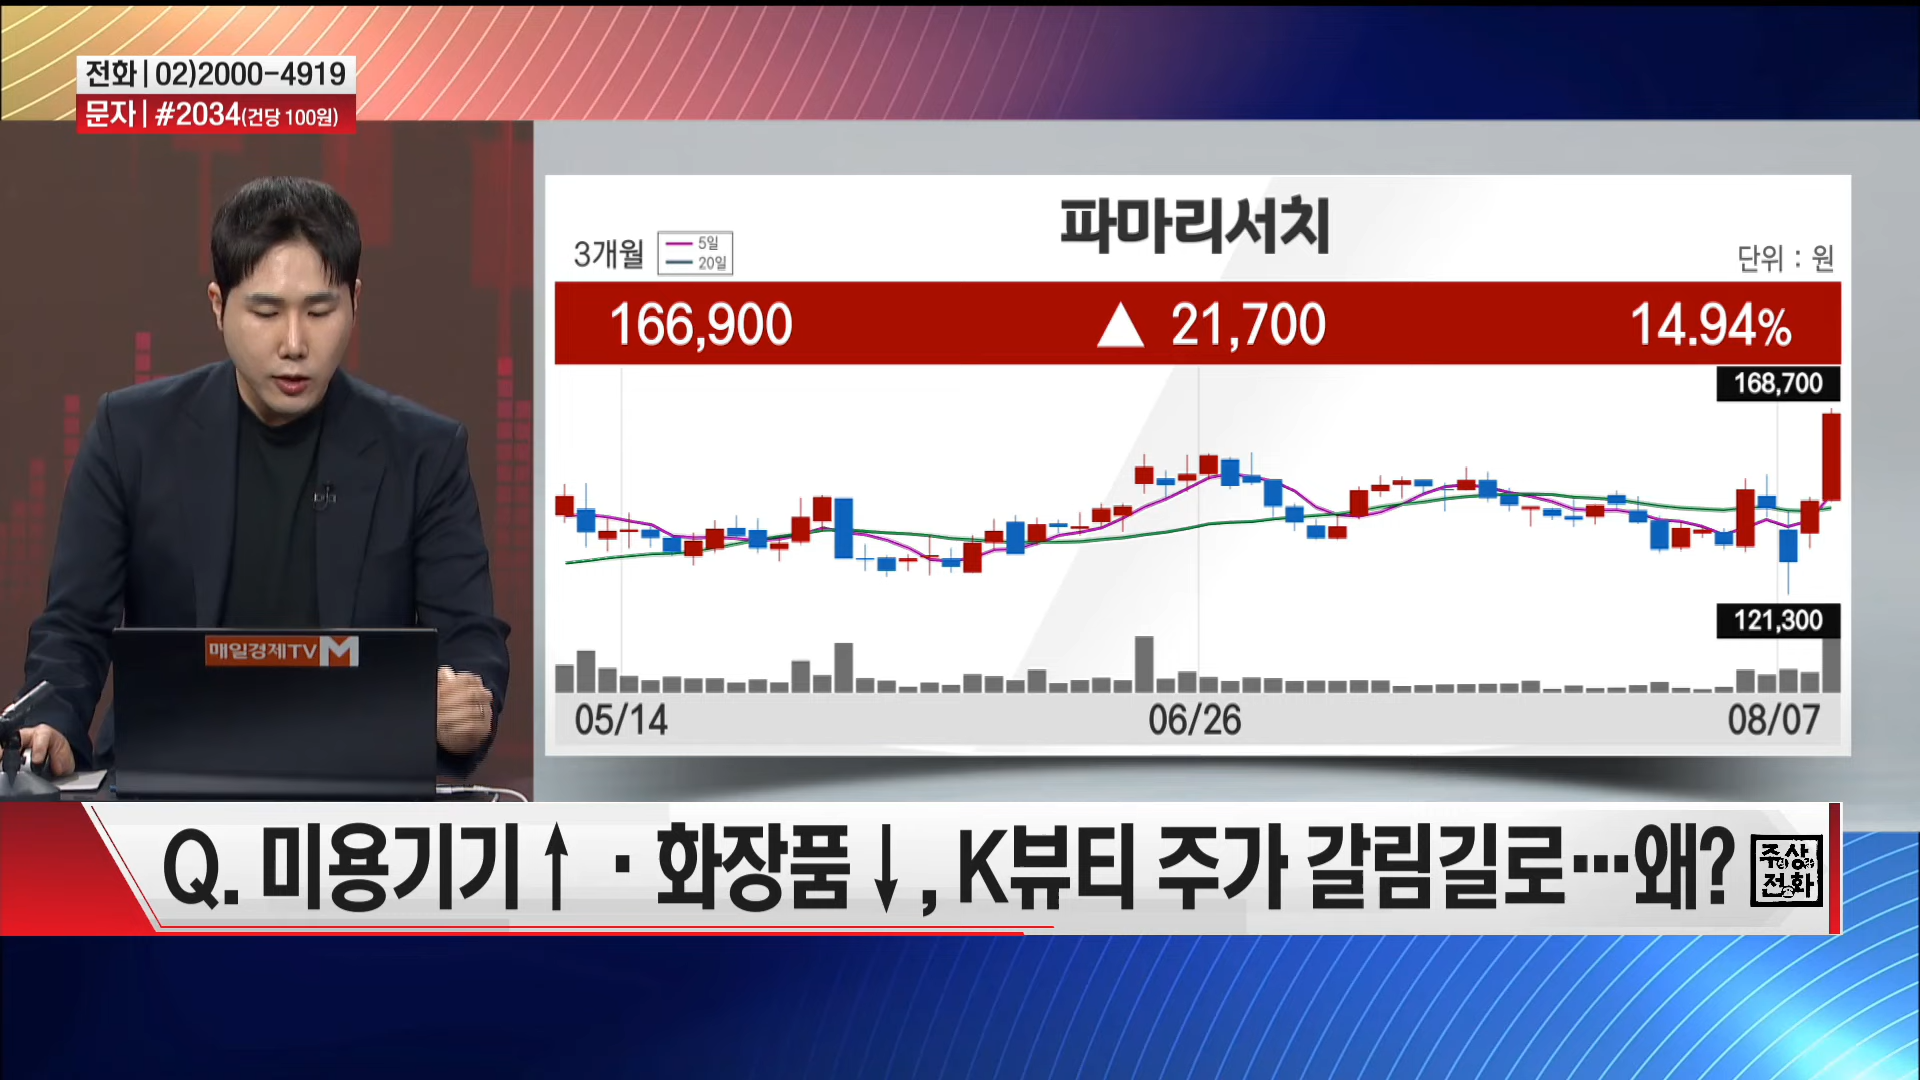 전화 | 02)2000-4919
문자 | #2034(건당 100원)
파마리서치
3개월
5일
20일
단위 : 원
166,900 ▲ 21,700 14.94%
168,700
121,300
05/14 06/26 08/07
매일경제TV M
Q. 미용기기↑ · 화장품↓, K뷰티 주가 갈림길로…왜?
주상
전화